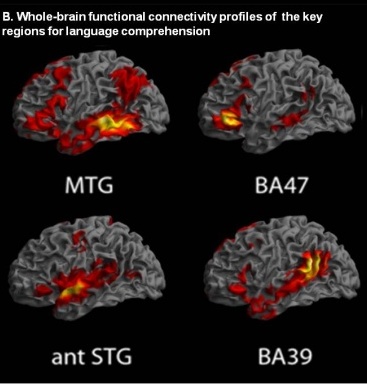 B. Whole-brain functional connectivity profiles of the key
regions for language comprehension
MTG
BA47
ant STG
BA39